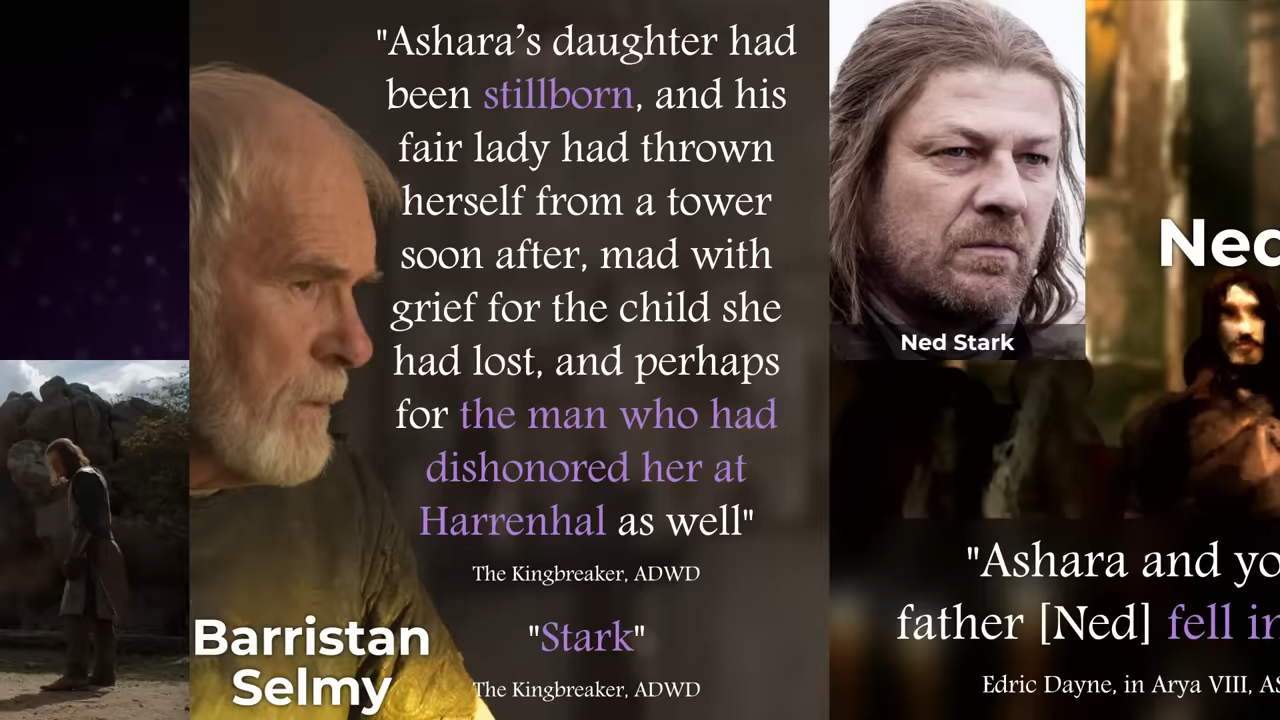 "Ashara’s daughter had
been stillborn, and his
fair lady had thrown
herself from a tower
soon after, mad with
grief for the child she
had lost, and perhaps
for the man who had
dishonored her at
Harrenhal as well"
The Kingbreaker, ADWD
"Stark"
The Kingbreaker, ADWD
Barristan
Selmy
Ned Stark
Ned
"Ashara and yo
father [Ned] fell in
Edric Dayne, in Arya VIII, AS